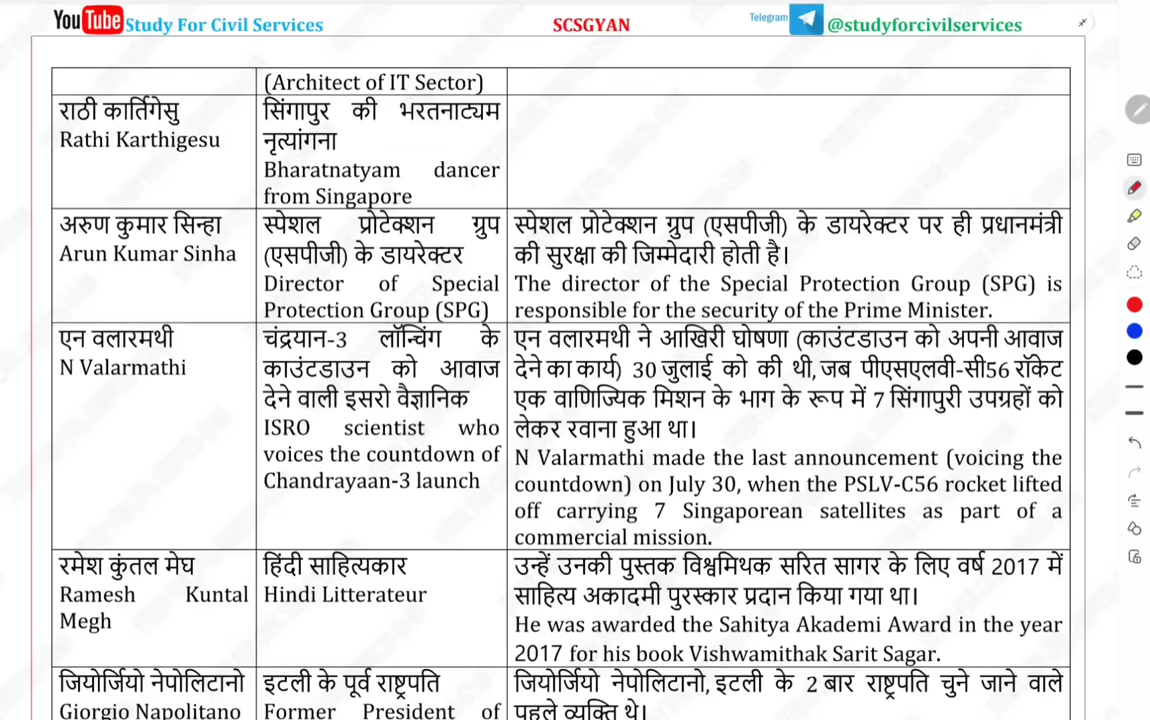 YouTube Study For Civil Services
SCSGYAN
Telegram
@studyforcivilservices
(Architect of IT Sector)
राठी कार्तिगेसु
Rathi Karthigesu
सिंगापुर की भरतनाट्यम
नृत्यांगना
Bharatnatyam dancer
from Singapore
अरुण कुमार सिन्हा
Arun Kumar Sinha
स्पेशल प्रोटेक्शन ग्रुप
(एसपीजी) के डायरेक्टर
Director of Special
Protection Group (SPG)
स्पेशल प्रोटेक्शन ग्रुप (एसपीजी) के डायरेक्टर पर ही प्रधानमंत्री
की सुरक्षा की जिम्मेदारी होती है।
The director of the Special Protection Group (SPG) is
responsible for the security of the Prime Minister.
एन वलारमथी
N Valarmathi
चंद्रयान-3 लॉन्चिंग के
काउंटडाउन को आवाज
देने वाली इसरो वैज्ञानिक
ISRO scientist who
voices the countdown of
Chandrayaan-3 launch
एन वलारमथी ने आखिरी घोषणा (काउंटडाउन को अपनी आवाज
देने का कार्य) 30 जुलाई को की थी, जब पीएसएलवी-सी56 रॉकेट
एक वाणिज्यिक मिशन के भाग के रूप में 7 सिंगापुरी उपग्रहों को
लेकर रवाना हुआ था।
N Valarmathi made the last announcement (voicing the
countdown) on July 30, when the PSLV-C56 rocket lifted
off carrying 7 Singaporean satellites as part of a
commercial mission.
रमेश कुंतल मेघ
Ramesh Kuntal
Megh
हिंदी साहित्यकार
Hindi Litterateur
उन्हें उनकी पुस्तक विश्वमिथक सरित सागर के लिए वर्ष 2017 में
साहित्य अकादमी पुरस्कार प्रदान किया गया था।
He was awarded the Sahitya Akademi Award in the year
2017 for his book Vishwamithak Sarit Sagar.
जियोर्जियो नेपोलिटानो
Giorgio Napolitano
इटली के पूर्व राष्ट्रपति
Former President of
जियोर्जियो नेपोलिटानो, इटली के 2 बार राष्ट्रपति चुने जाने वाले
पहले व्यक्ति थे।